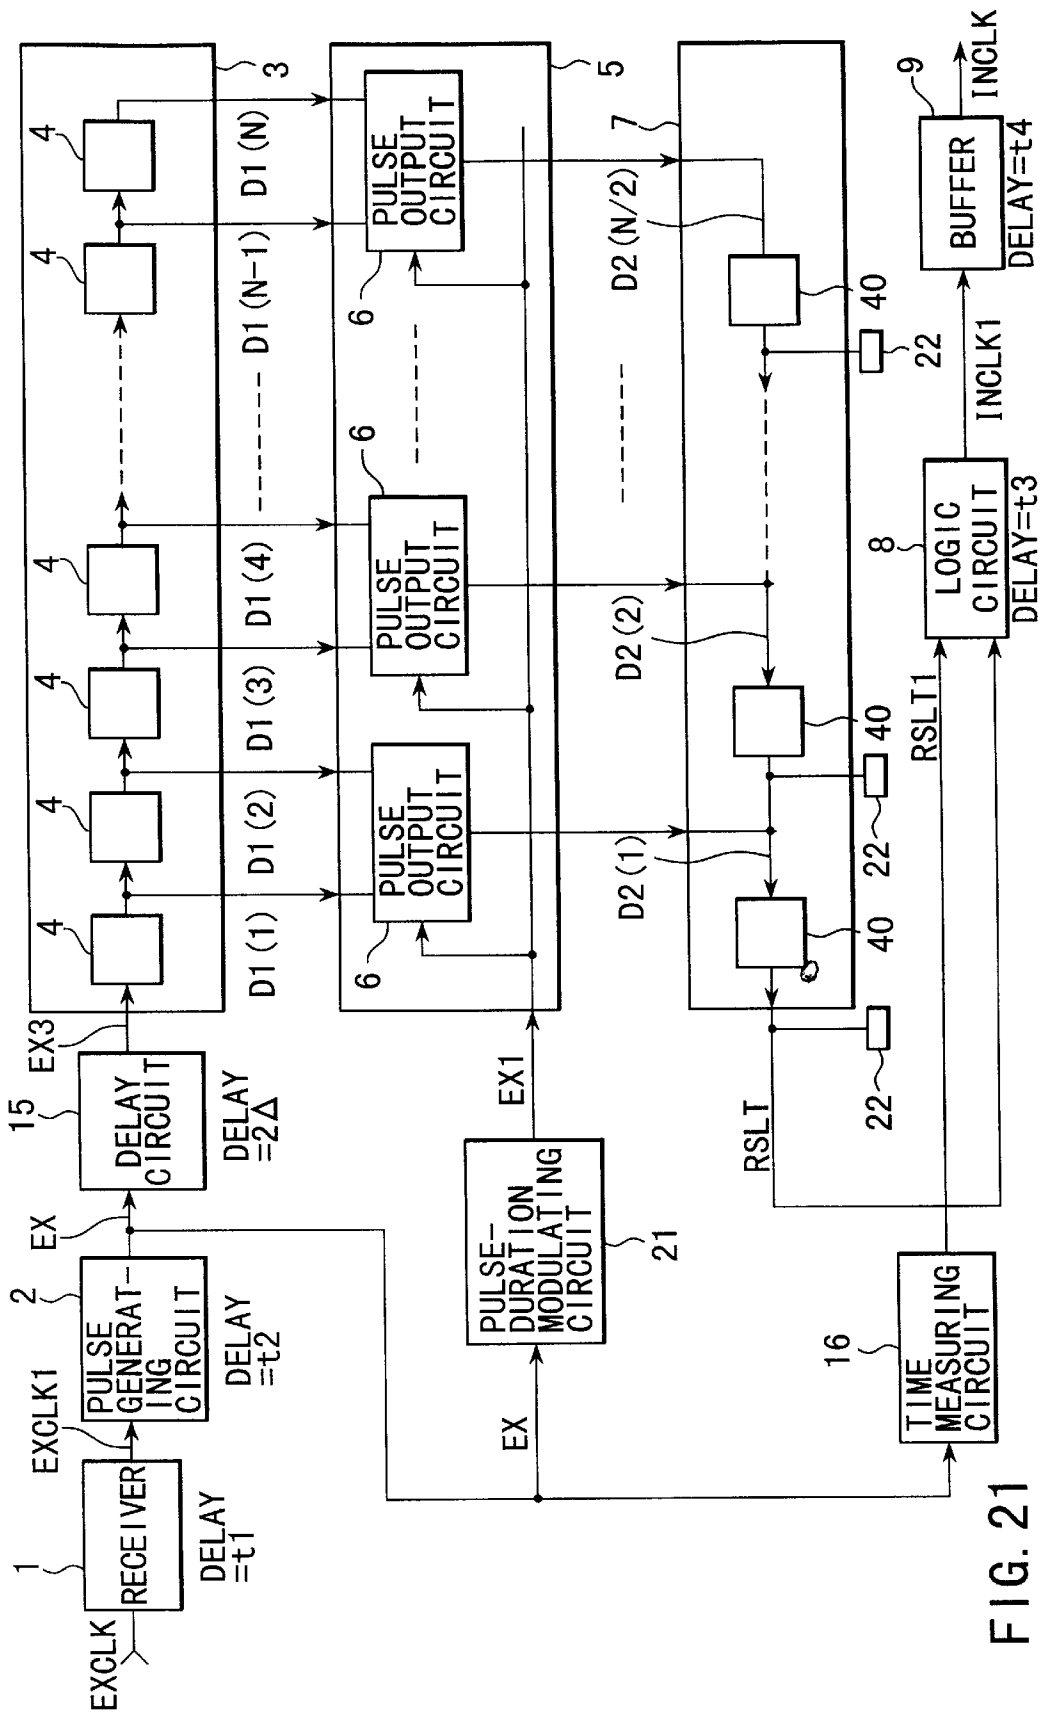 EXCLK
1
RECEIVER
DELAY
=t1
EXCLK1
2
PULSE
GENERAT-
ING
CIRCUIT
DELAY
=t2
EX
15
DELAY
CIRCUIT
DELAY
=2Δ
EX3
4
4
4
4
4
4
3
D1(1)
D1(2)
D1(3)
D1(4)
D1(N-1)
D1(N)
EX
PULSE-
DURATION
MODULATING
CIRCUIT
21
EX1
6
PULSE
OUTPUT
CIRCUIT
6
PULSE
OUTPUT
CIRCUIT
6
PULSE
OUTPUT
CIRCUIT
5
D2(1)
D2(2)
D2(N/2)
7
RSLT
40
40
40
22
22
22
16
TIME
MEASURING
CIRCUIT
RSLT1
8
LOGIC
CIRCUIT
DELAY=t3
INCLK1
9
BUFFER
DELAY=t4
INCLK
FIG. 21